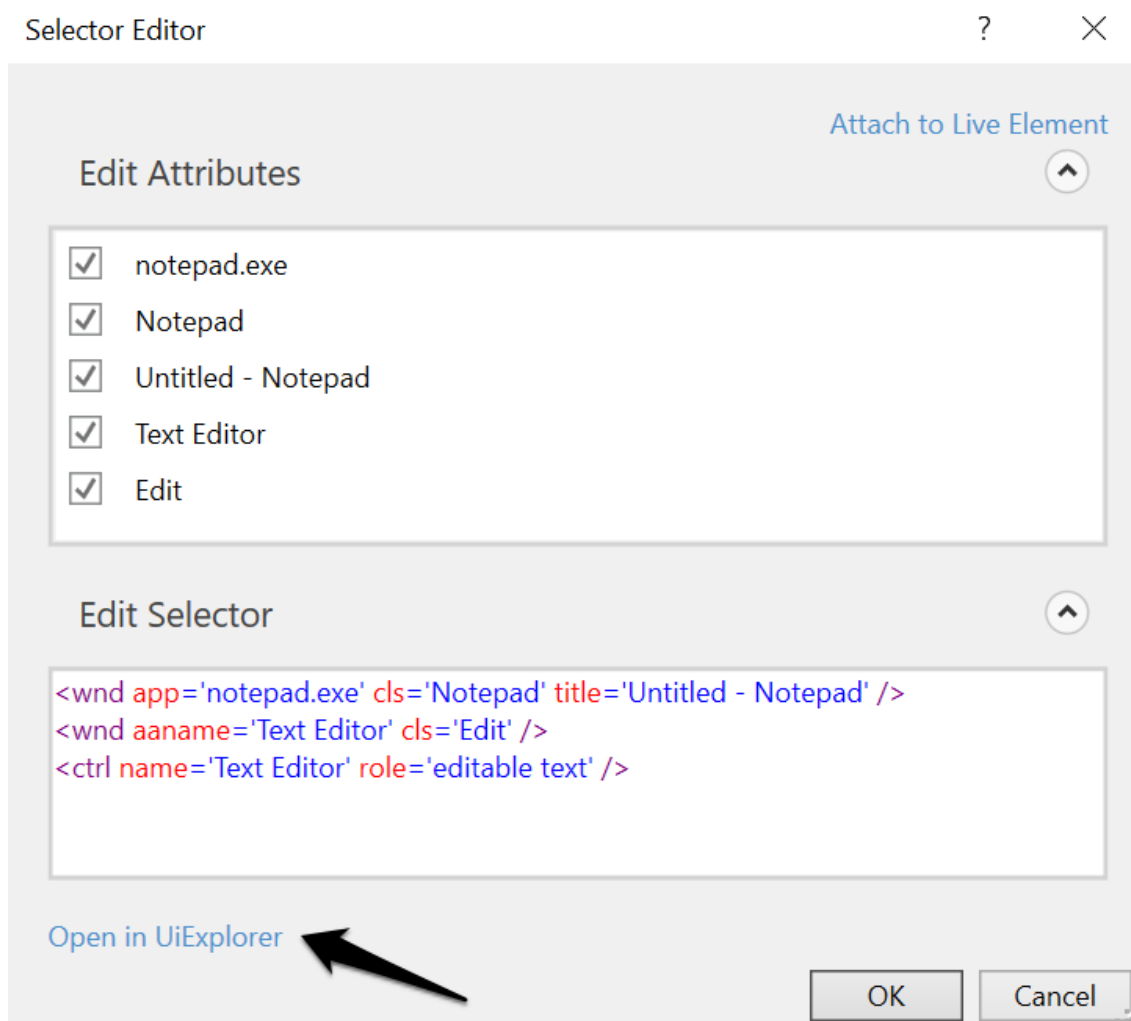 Selector Editor ?
Attach to Live Element
Edit Attributes
notepad.exe
Notepad
Untitled - Notepad
Text Editor
Edit
Edit Selector
<wnd app='notepad.exe' cls='Notepad' title='Untitled - Notepad' />
<wnd aaname='Text Editor' cls='Edit' />
<ctrl name='Text Editor' role='editable text' />
Open in UiExplorer
OK Cancel